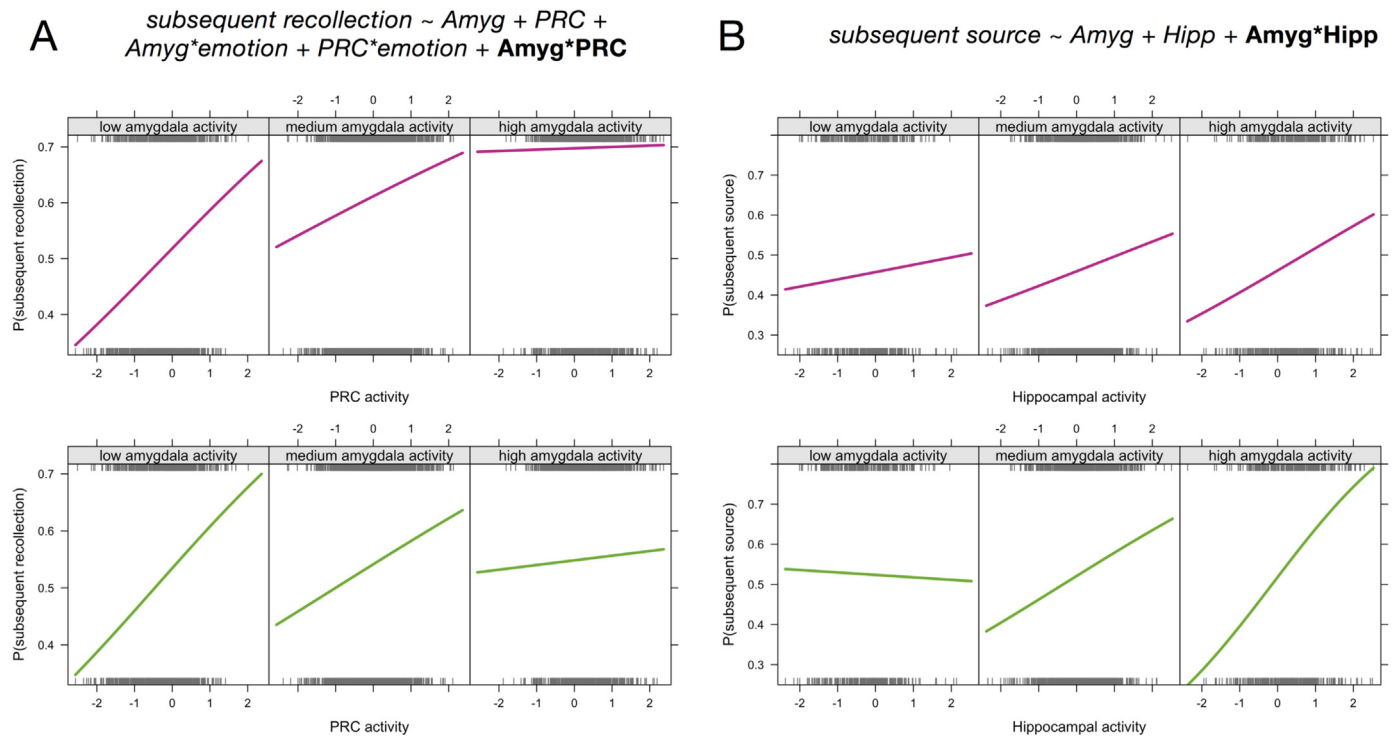 A
subsequent recollection ~ Amyg + PRC +
Amyg*emotion + PRC*emotion + Amyg*PRC
-2 0 2
low amygdala activity medium amygdala activity high amygdala activity
0.7
0.6
0.5
0.4
P(subsequent recollection)
-2 -1 0 1 2 -2 -1 0 1 2
PRC activity
-2 0 2
low amygdala activity medium amygdala activity high amygdala activity
0.7
0.6
0.5
0.4
P(subsequent recollection)
-2 -1 0 1 2 -2 -1 0 1 2
PRC activity
B
subsequent source ~ Amyg + Hipp + Amyg*Hipp
-2 0 2
low amygdala activity medium amygdala activity high amygdala activity
0.7
0.6
0.5
0.4
0.3
P(subsequent source)
-2 -1 0 1 2 -2 -1 0 1 2
Hippocampal activity
-2 0 2
low amygdala activity medium amygdala activity high amygdala activity
0.7
0.6
0.5
0.4
0.3
P(subsequent source)
-2 -1 0 1 2 -2 -1 0 1 2
Hippocampal activity